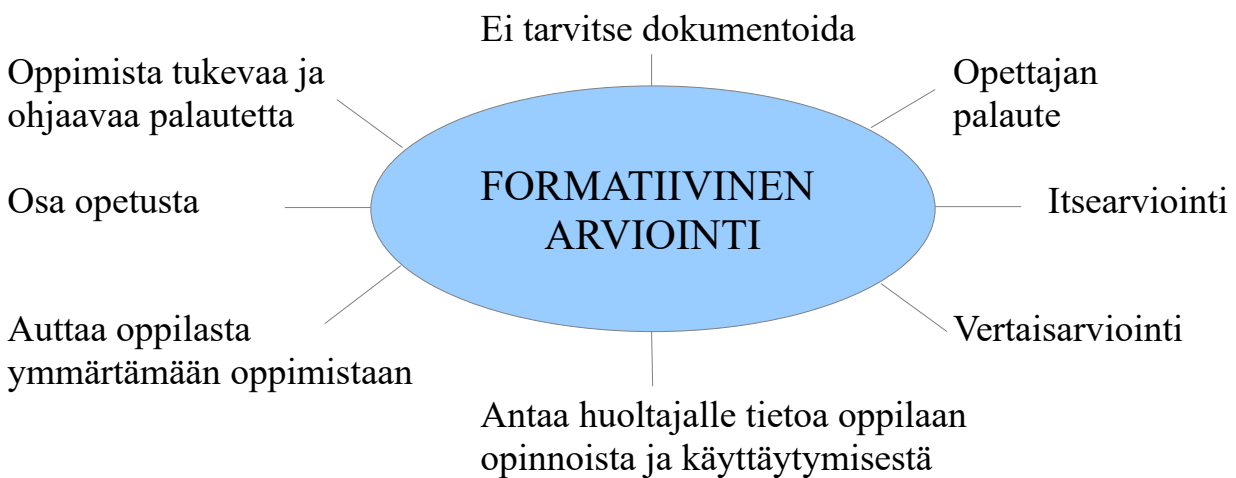 Ei tarvitse dokumentoida
Oppimista tukevaa ja
ohjaavaa palautetta
Opettajan
palaute
Osa opetusta
FORMATIIVINEN
ARVIOINTI
Itsearviointi
Auttaa oppilasta
ymmärtämään oppimistaan
Vertaisarviointi
Antaa huoltajalle tietoa oppilaan
opinnoista ja käyttäytymisestä